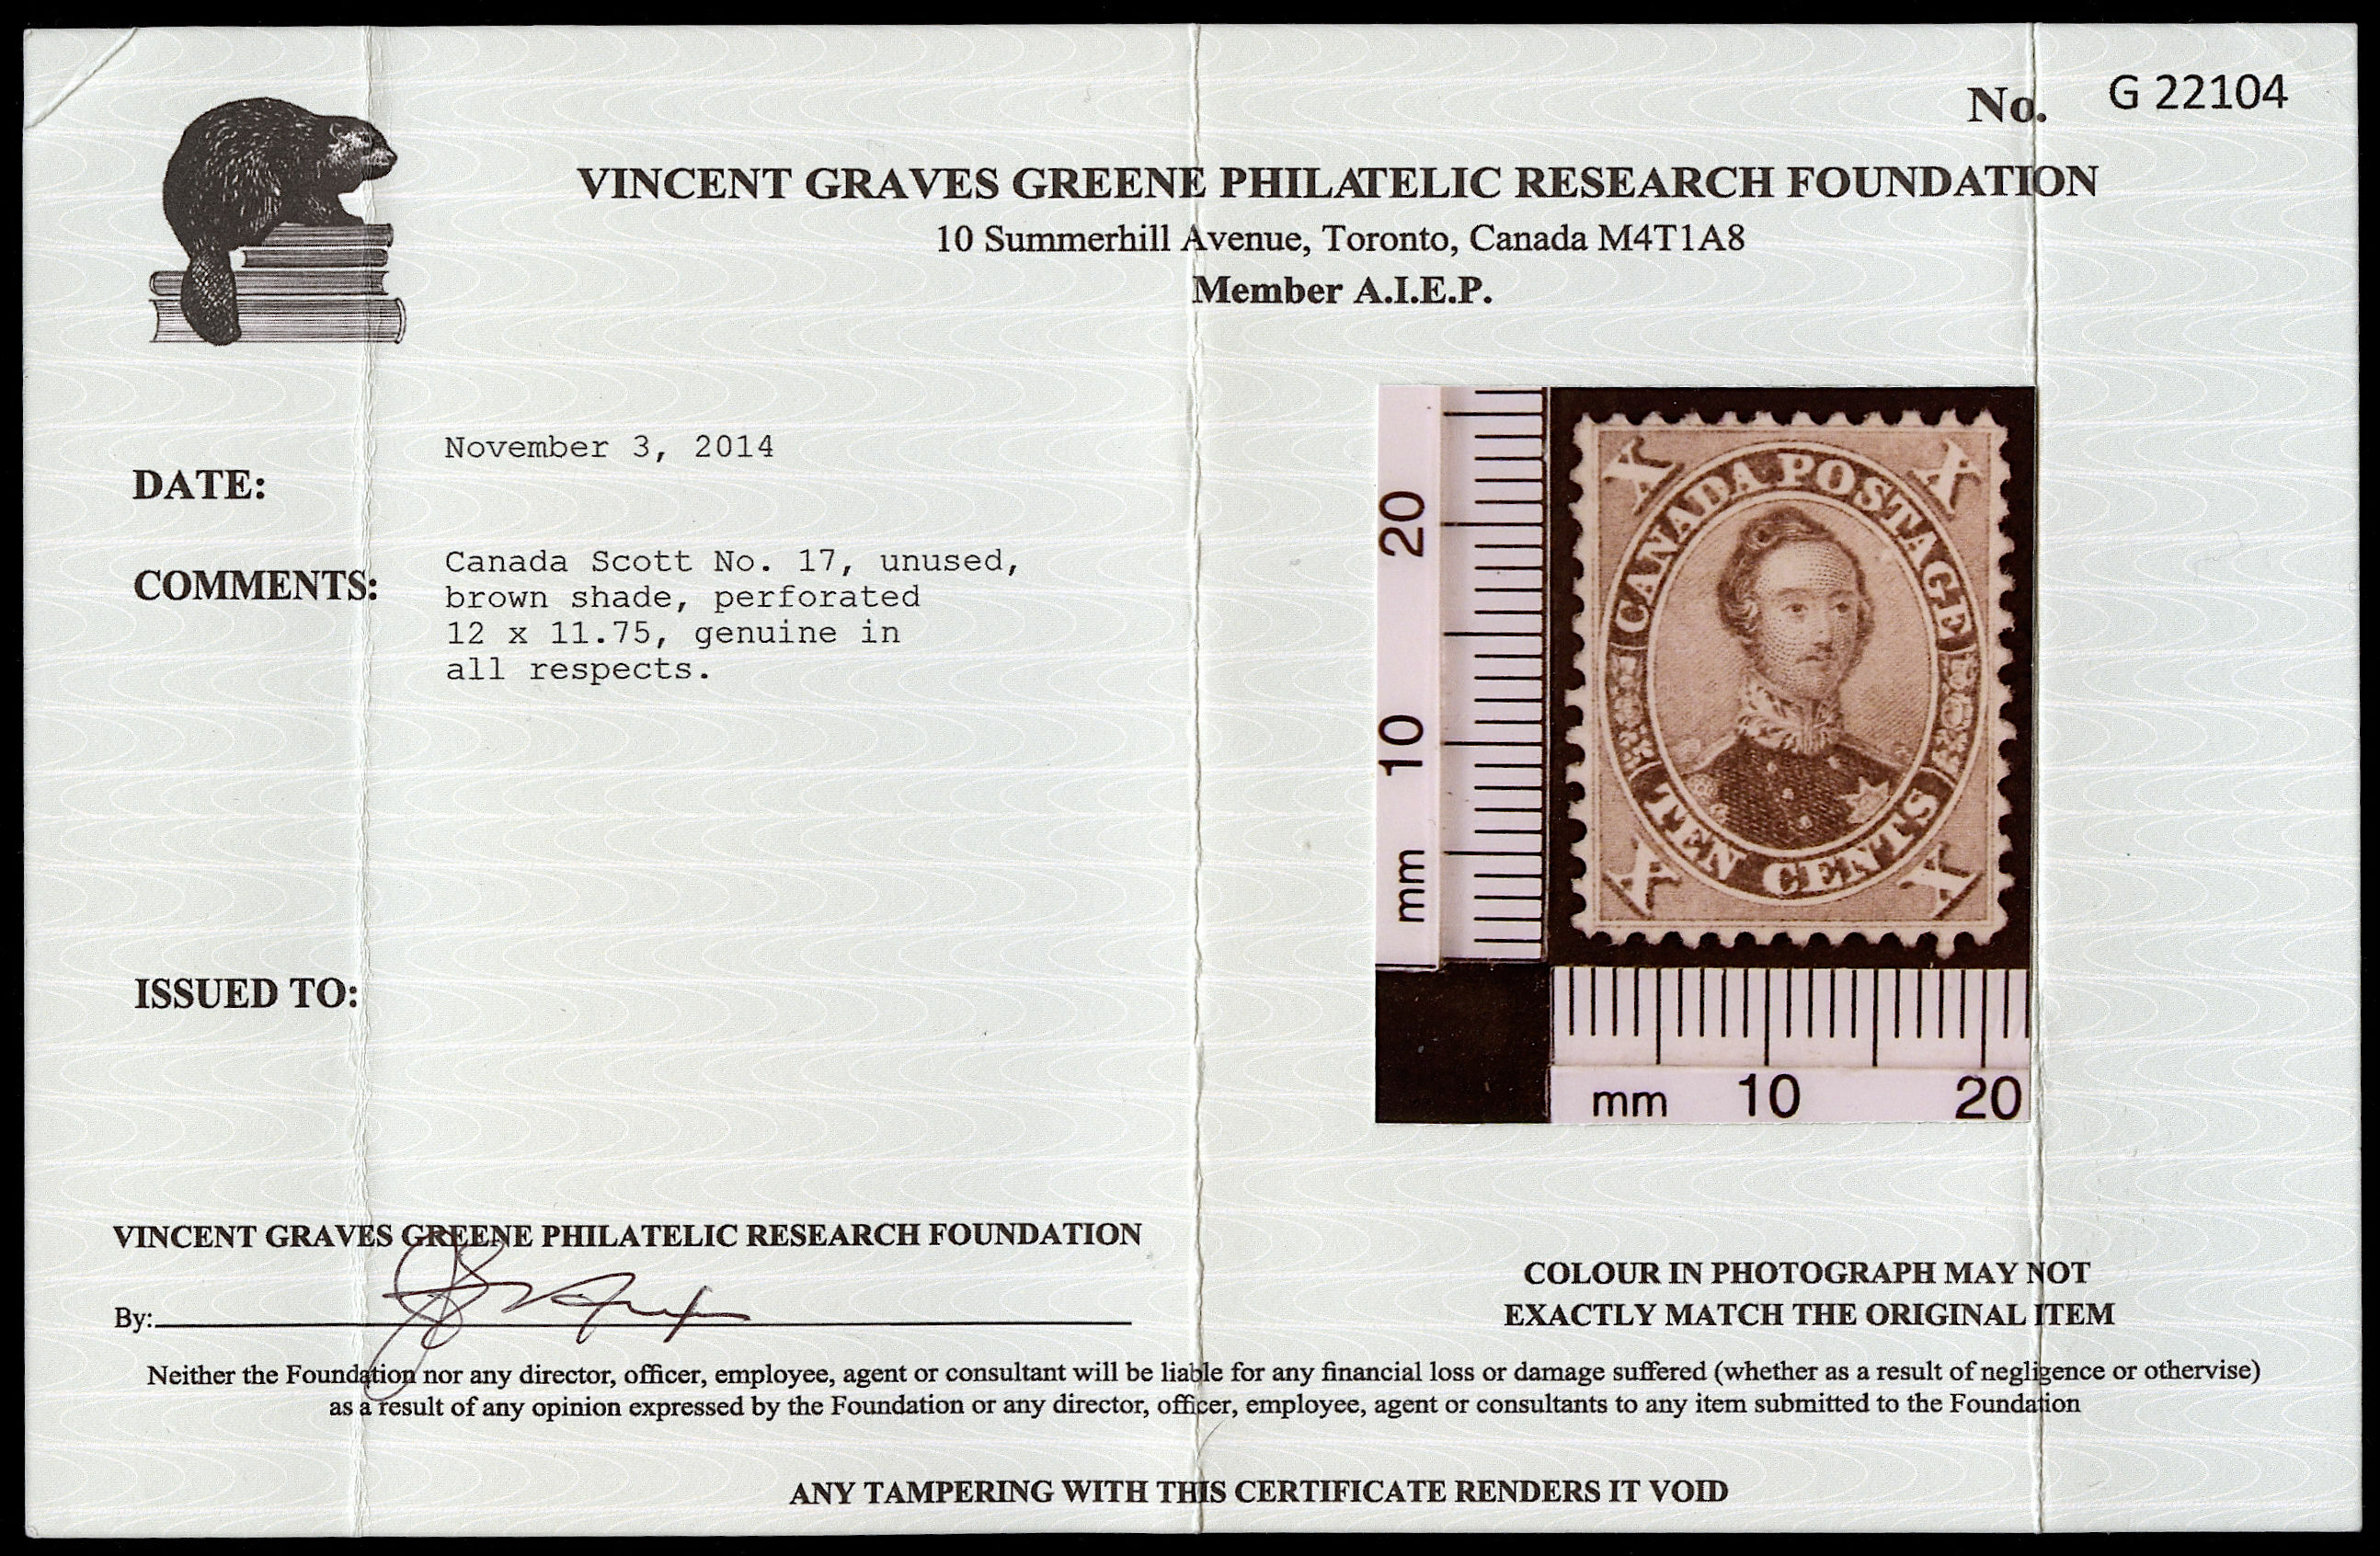 No. G 22104
VINCENT GRAVES GREENE PHILATELIC RESEARCH FOUNDATION
10 Summerhill Avenue, Toronto, Canada M4T1A8
Member A.I.E.P.
DATE: November 3, 2014
COMMENTS: Canada Scott No. 17, unused,
brown shade, perforated
12 x 11.75, genuine in
all respects.
ISSUED TO:
20
10
mm
X X
CANADA POSTAGE
TEN CENTS
X X
mm 10 20
VINCENT GRAVES GREENE PHILATELIC RESEARCH FOUNDATION
By:
COLOUR IN PHOTOGRAPH MAY NOT
EXACTLY MATCH THE ORIGINAL ITEM
Neither the Foundation nor any director, officer, employee, agent or consultant will be liable for any financial loss or damage suffered (whether as a result of negligence or othervise)
as a result of any opinion expressed by the Foundation or any director, officer, employee, agent or consultants to any item submitted to the Foundation
ANY TAMPERING WITH THIS CERTIFICATE RENDERS IT VOID